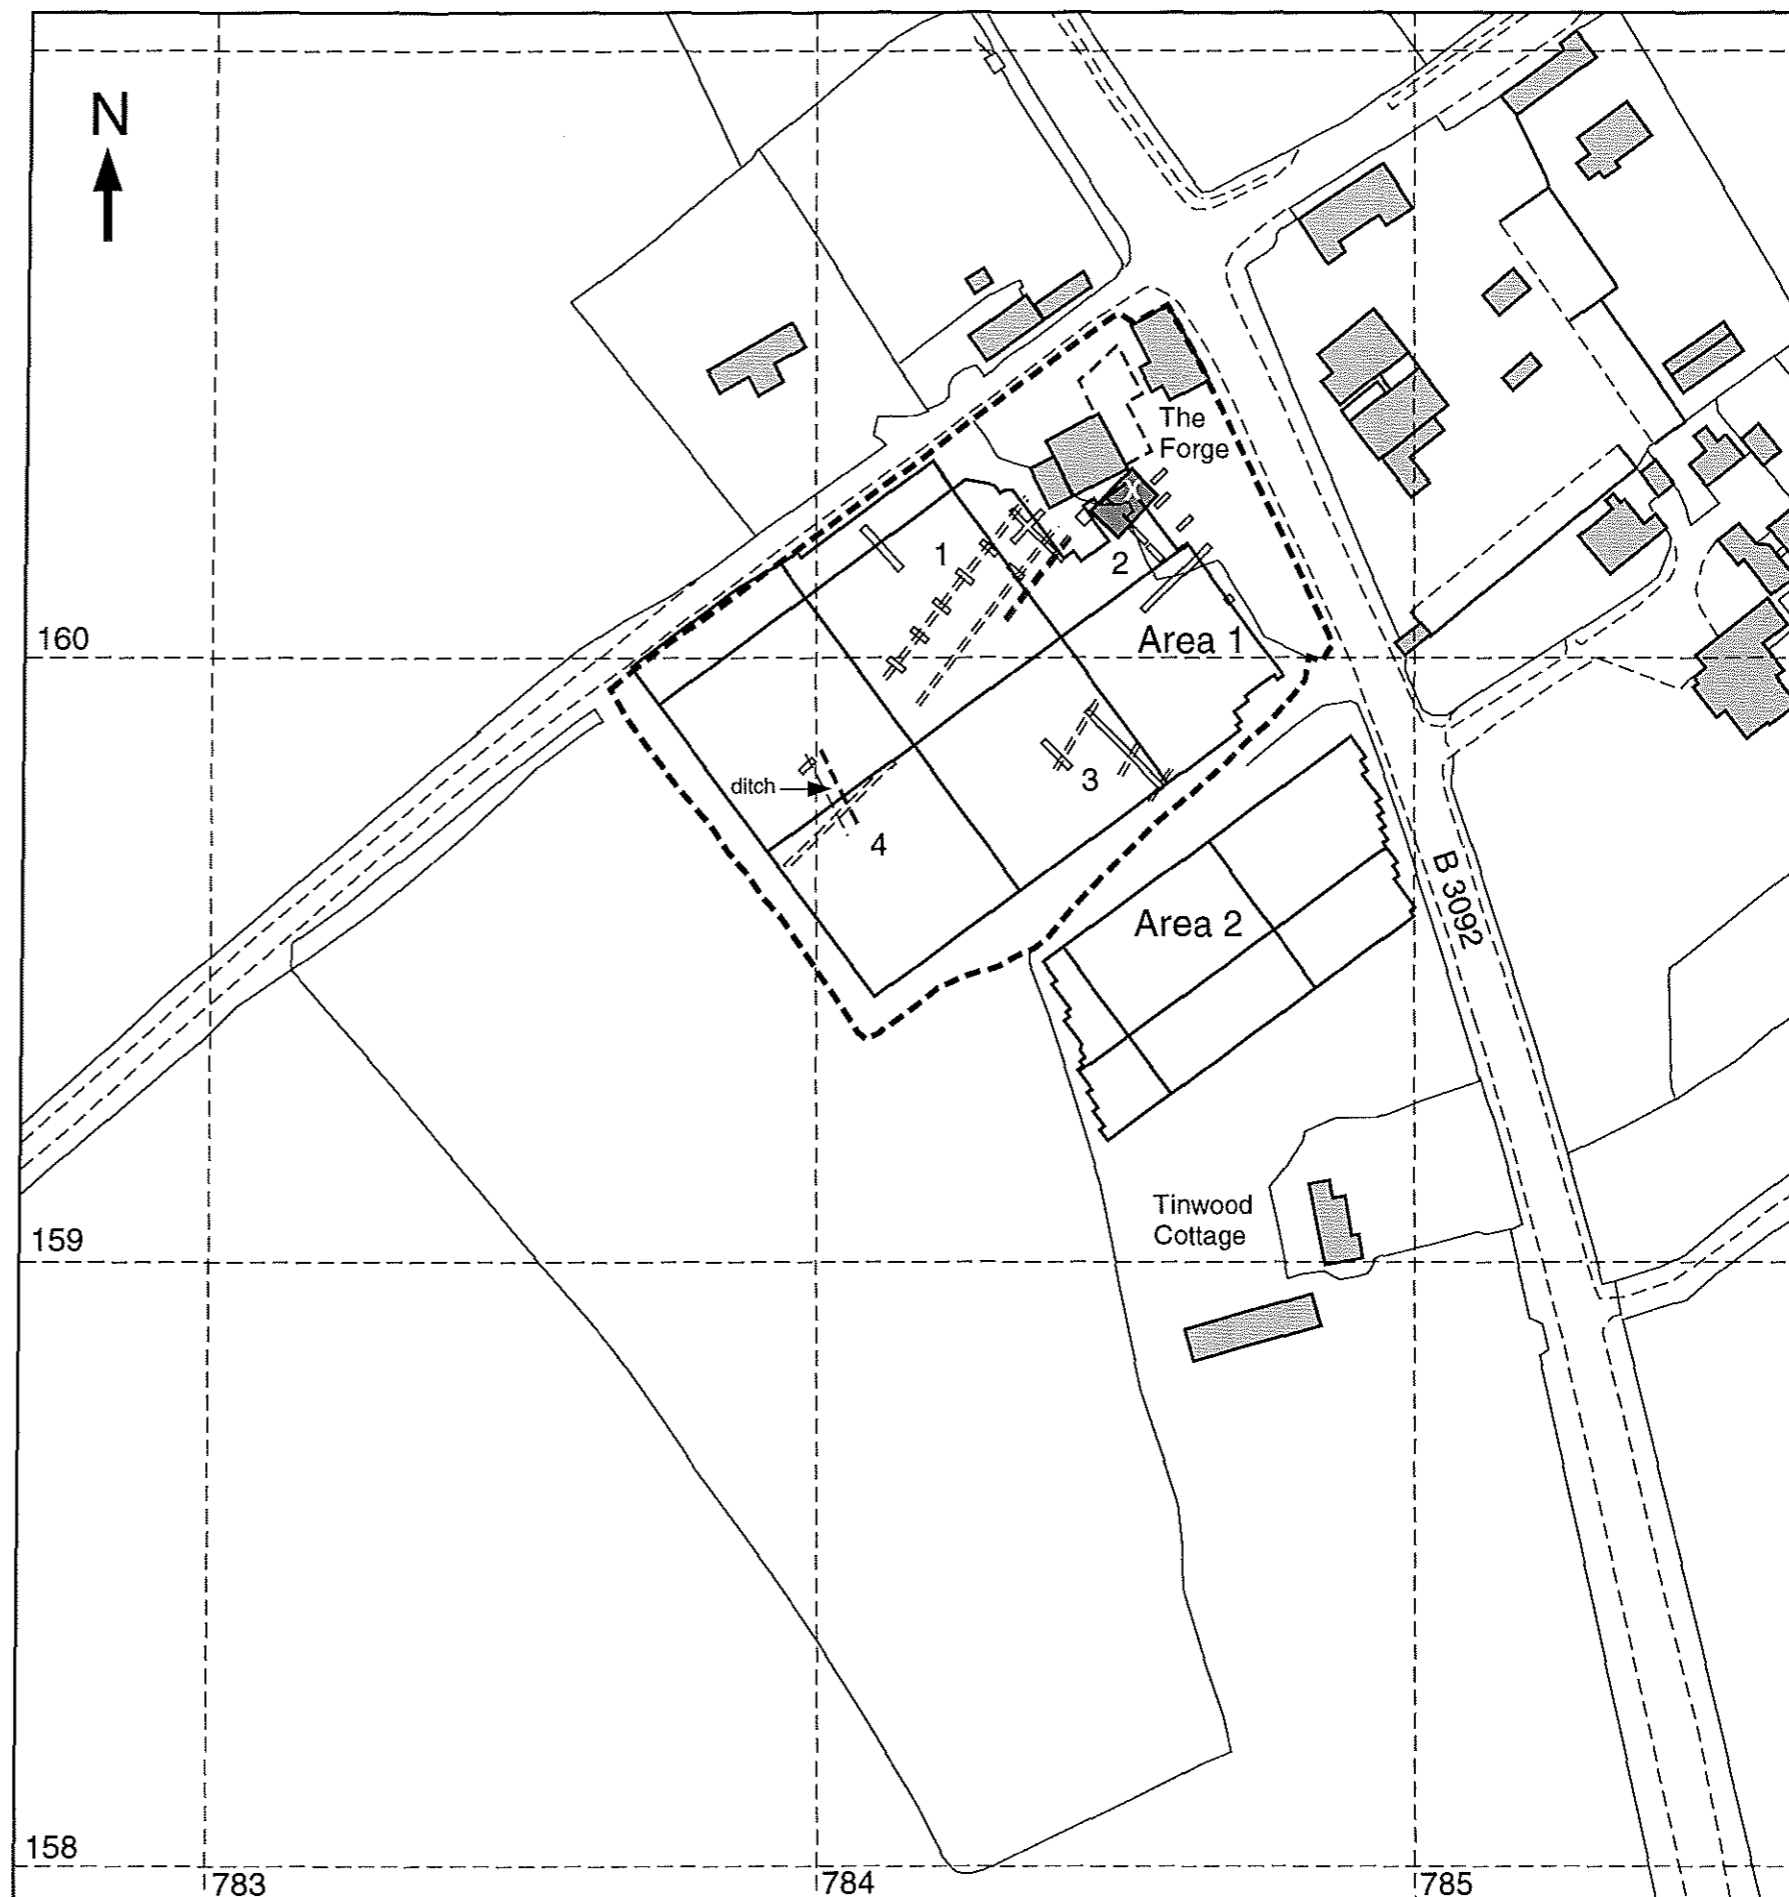 N
The
Forge
1
2
160
Area 1
3
ditch
4
B 3092
Area 2
Tinwood
Cottage
159
158
783
784
785